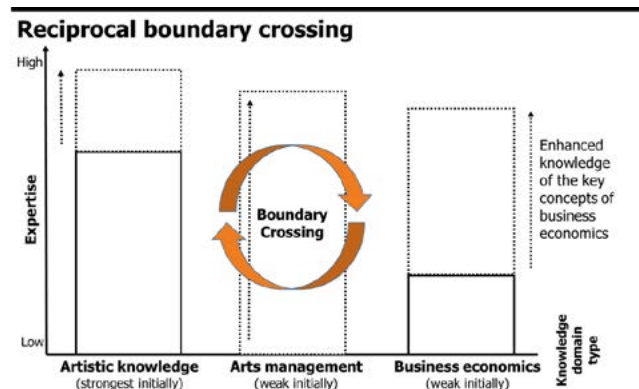 Reciprocal boundary crossing
High
Expertise
Low
Boundary
Crossing
Enhanced
knowledge
of the key
concepts of
business
economics
Artistic knowledge
(strongest initially)
Arts management
(weak initially)
Business economics
(weak initially)
Knowledge
domain
type